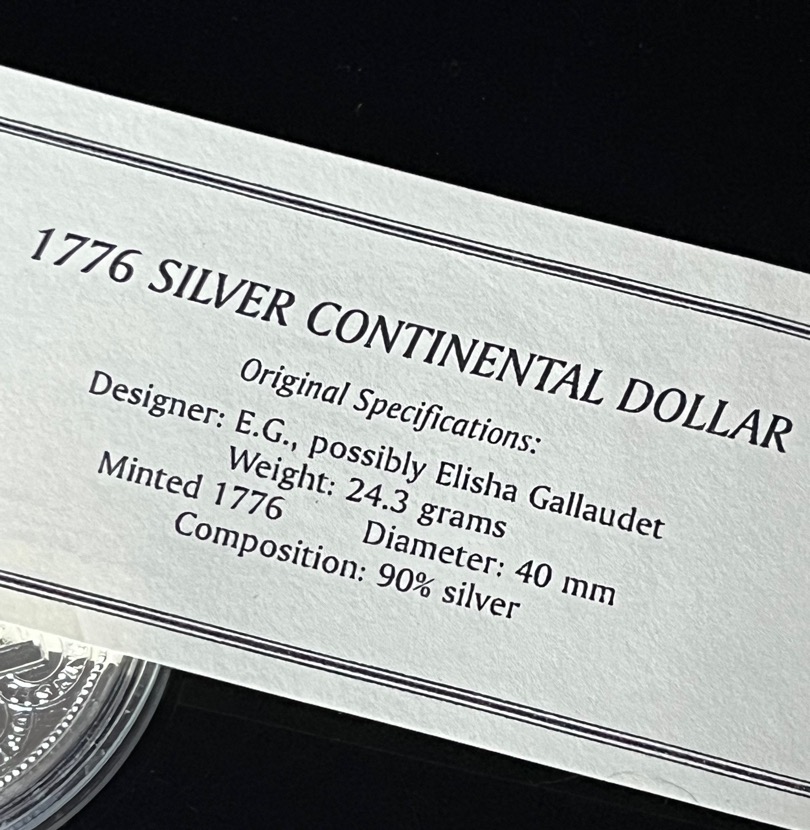 1776 SILVER CONTINENTAL DOLLAR
Original Specifications:
Designer: E.G., possibly Elisha Gallaudet
Weight: 24.3 grams
Minted 1776 Diameter: 40 mm
Composition: 90% silver